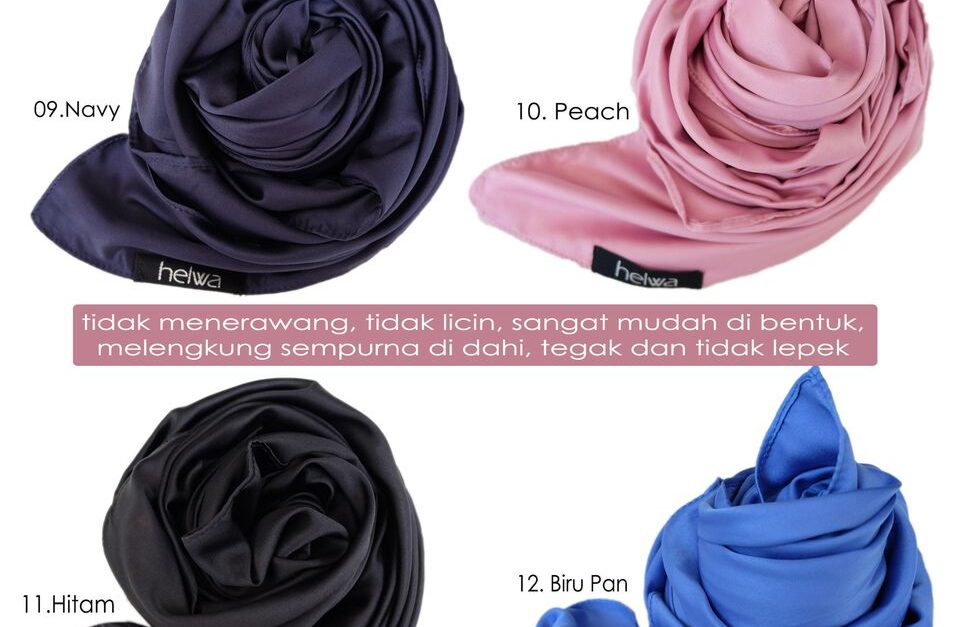 09.Navy
10. Peach
helwa
helwa
tidak menerawang, tidak licin, sangat mudah di bentuk,
melengkung sempurna di dahi, tegak dan tidak lepek
11.Hitam
12. Biru Pan